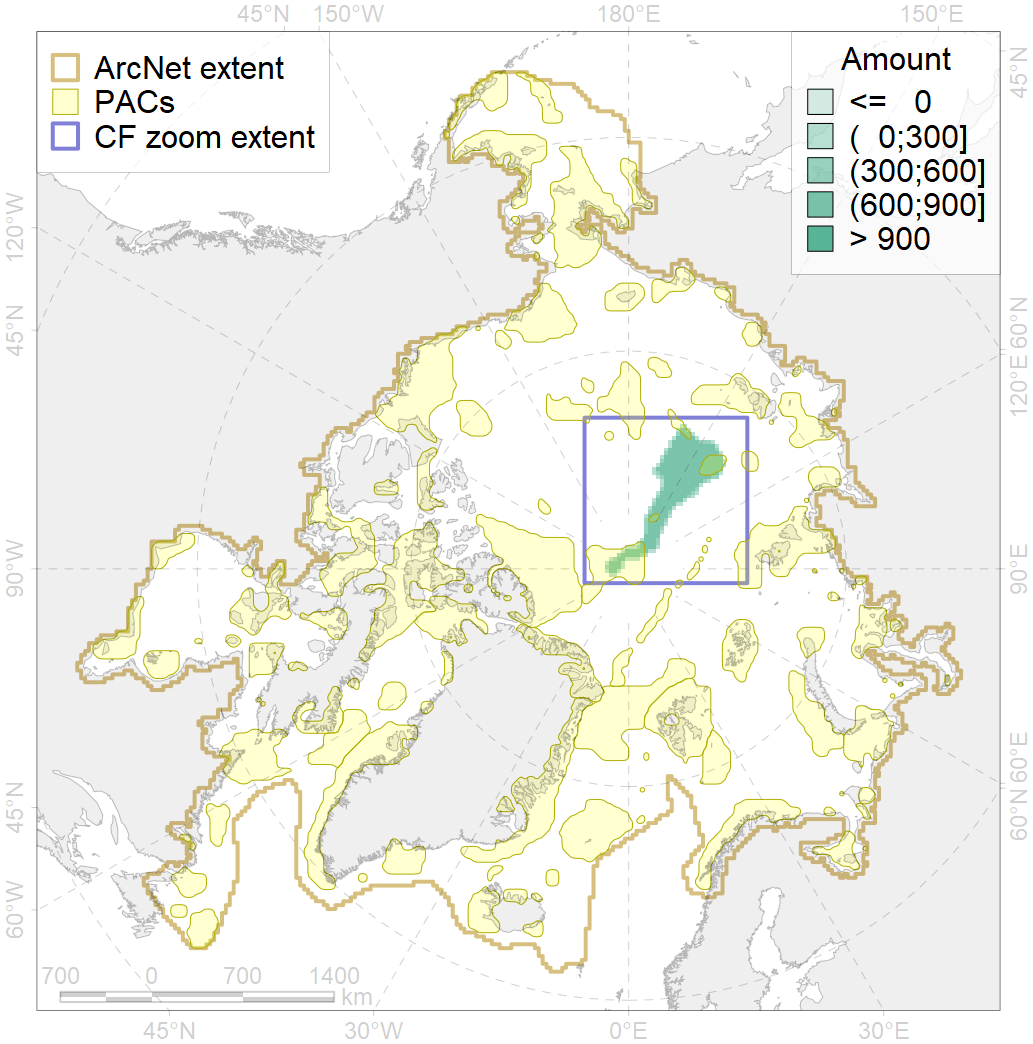 45°N 150°W 180°E 150°E
ArcNet extent
PACs
CF zoom extent
Amount
<= 0
( 0;300]
(300;600]
(600;900]
> 900
45°N
120°W
60°N
45°N
120°E
90°W
90°E
60°E
45°N
60°N
60°W
700 0 700 1400
km
45°N 30°W 0°E 30°E